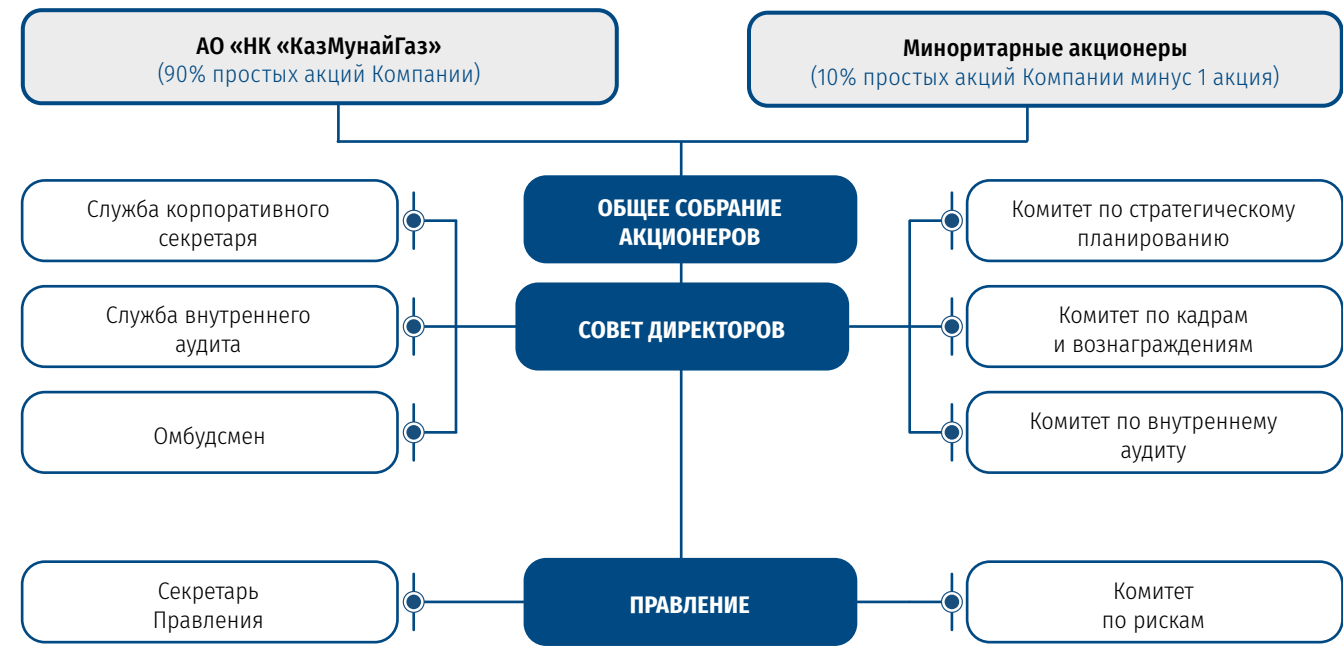 АО «НК «КазМунайГаз»
(90% простых акций Компании)
Миноритарные акционеры
(10% простых акций Компании минус 1 акция)
ОБЩЕЕ СОБРАНИЕ
АКЦИОНЕРОВ
Служба корпоративного
секретаря
Комитет по стратегическому
планированию
СОВЕТ ДИРЕКТОРОВ
Служба внутреннего
аудита
Комитет по кадрам
и вознаграждениям
Омбудсмен
Комитет по внутреннему
аудиту
Секретарь
Правления
ПРАВЛЕНИЕ
Комитет
по рискам